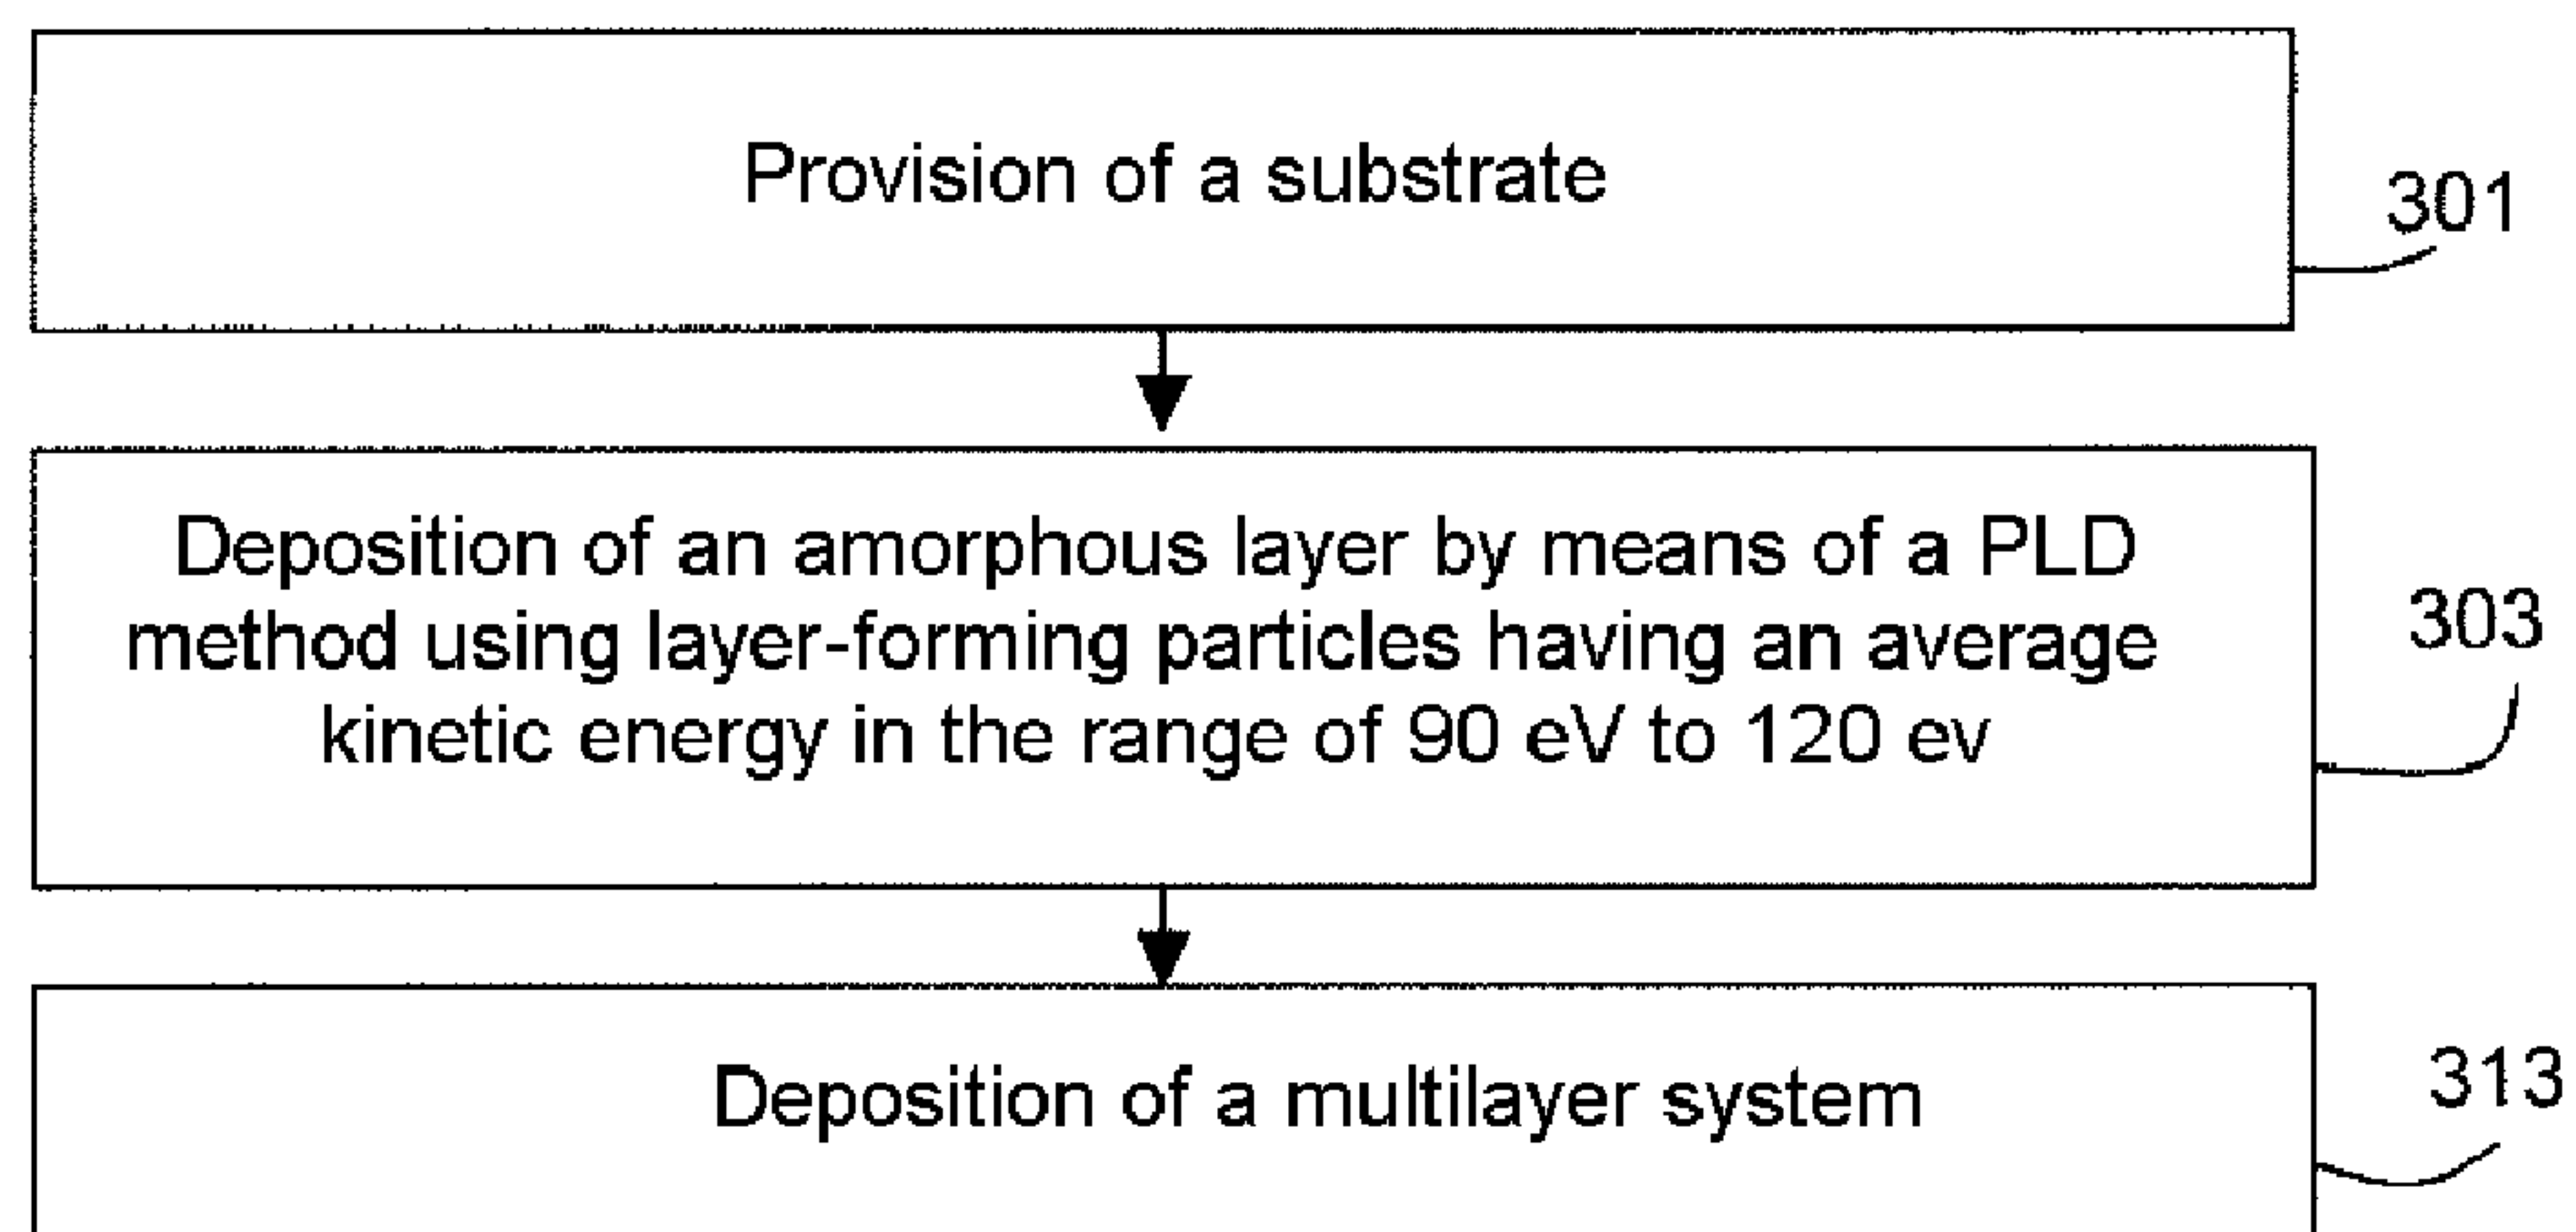 Provision of a substrate
301
Deposition of an amorphous layer by means of a PLD
method using layer-forming particles having an average
kinetic energy in the range of 90 eV to 120 ev
303
Deposition of a multilayer system
313